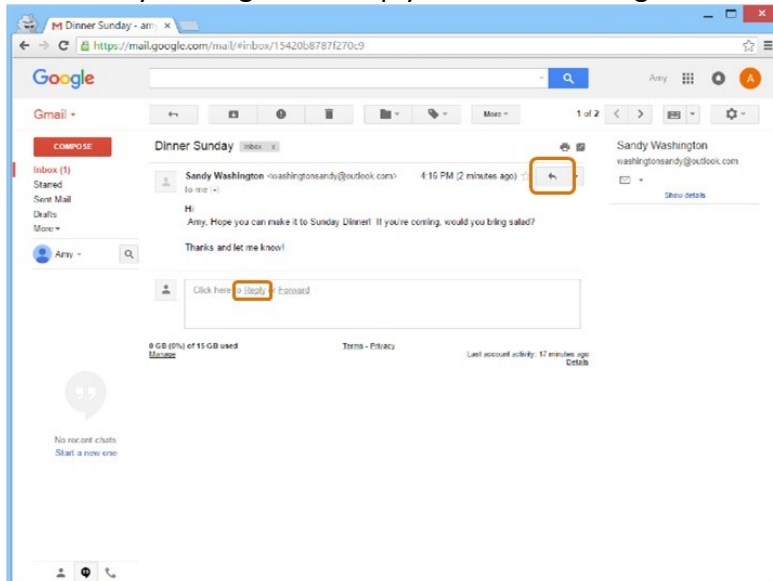 M Dinner Sunday - am
https://mail.google.com/mail/#inbox/15420b8787f270c9
Google
Amy
A
Gmail
More
1 of 2
COMPOSE
Inbox (1)
Starred
Sent Mail
Drafts
More
Amy
Dinner Sunday Inbox x
Sandy Washington <washingtonsandy@outlook.com> 4:16 PM (2 minutes ago)
to me
Hi
Amy, Hope you can make it to Sunday Dinner! If you're coming, would you bring salad?
Thanks and let me know!
Click here to Reply or Forward
0 GB (0%) of 15 GB used
Manage
Terms - Privacy
Last account activity: 17 minutes ago
Details
Sandy Washington
washingtonsandy@outlook.com
Show details
No recent chats
Start a new one